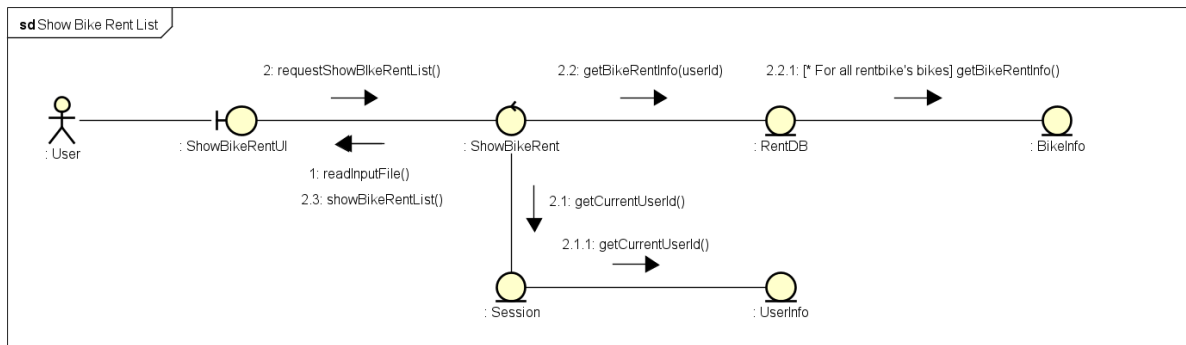 sd Show Bike Rent List
2: requestShowBIkeRentList()
2.2: getBikeRentInfo(userId)
2.2.1: [* For all rentbike's bikes] getBikeRentInfo()
: User
: ShowBikeRentUI
: ShowBikeRent
: RentDB
: BikeInfo
1: readInputFile()
2.3: showBikeRentList()
2.1: getCurrentUserId()
2.1.1: getCurrentUserId()
: Session
: UserInfo